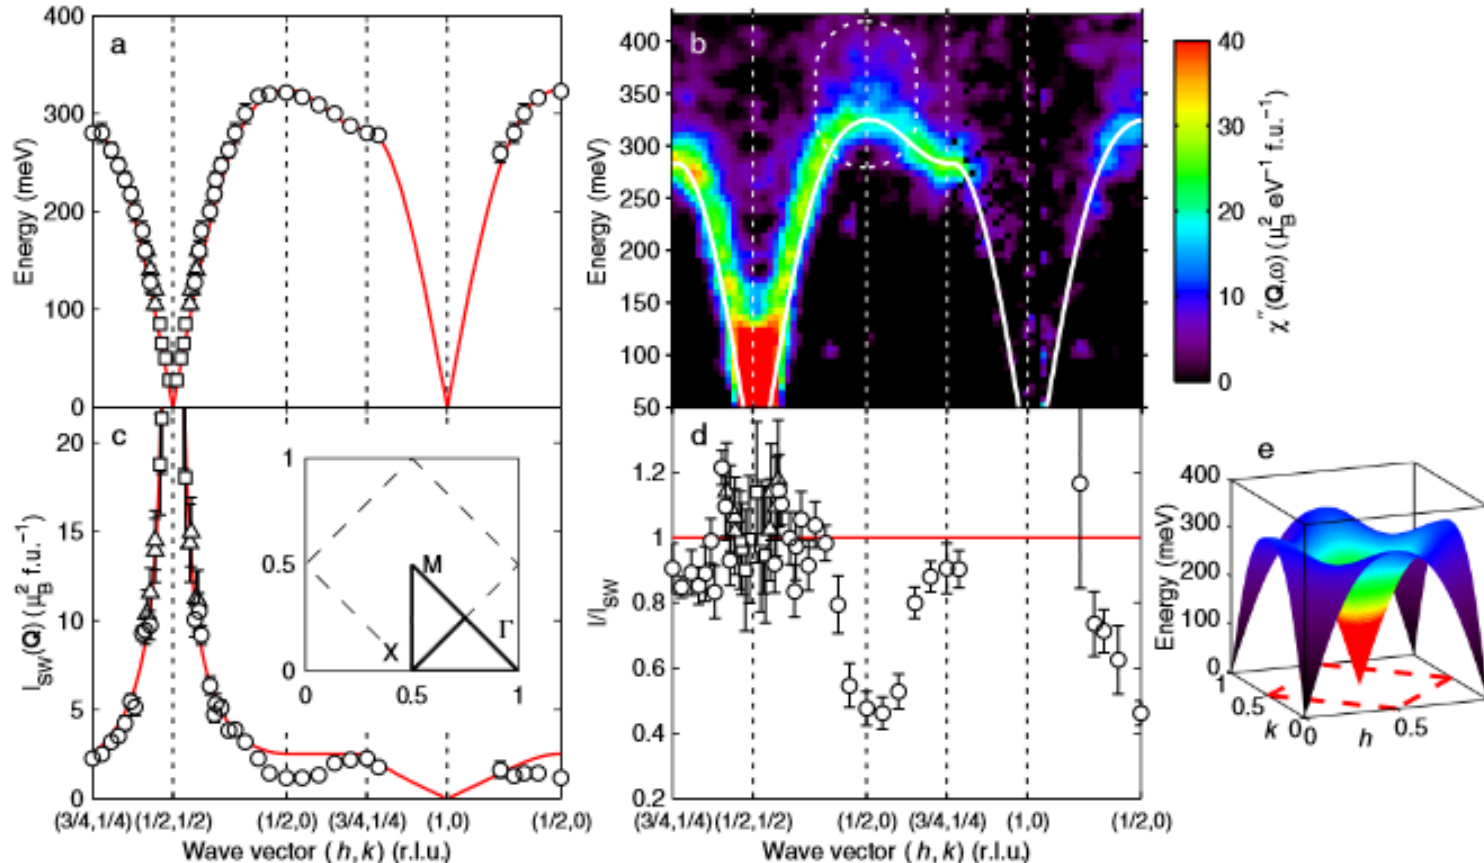 a
400
300
200
100
0
Energy (meV)
b
400
350
300
250
200
150
100
50
Energy (meV)
40
30
20
10
0
χ″(Q,ω) (μ_B² eV⁻¹ f.u.⁻¹)
c
20
15
10
5
0
I_SW(Q) (μ_B² f.u.⁻¹)
1
0.5
0
0 0.5 1
M
X
Γ
(3/4,1/4) (1/2,1/2) (1/2,0) (3/4,1/4) (1,0) (1/2,0)
Wave vector (h,k) (r.l.u.)
d
1.2
1
0.8
0.6
0.4
0.2
I/I_SW
(3/4,1/4) (1/2,1/2) (1/2,0) (3/4,1/4) (1,0) (1/2,0)
Wave vector (h,k) (r.l.u.)
e
400
300
200
100
0
Energy (meV)
1
0.5
0
k
0
0.5
h